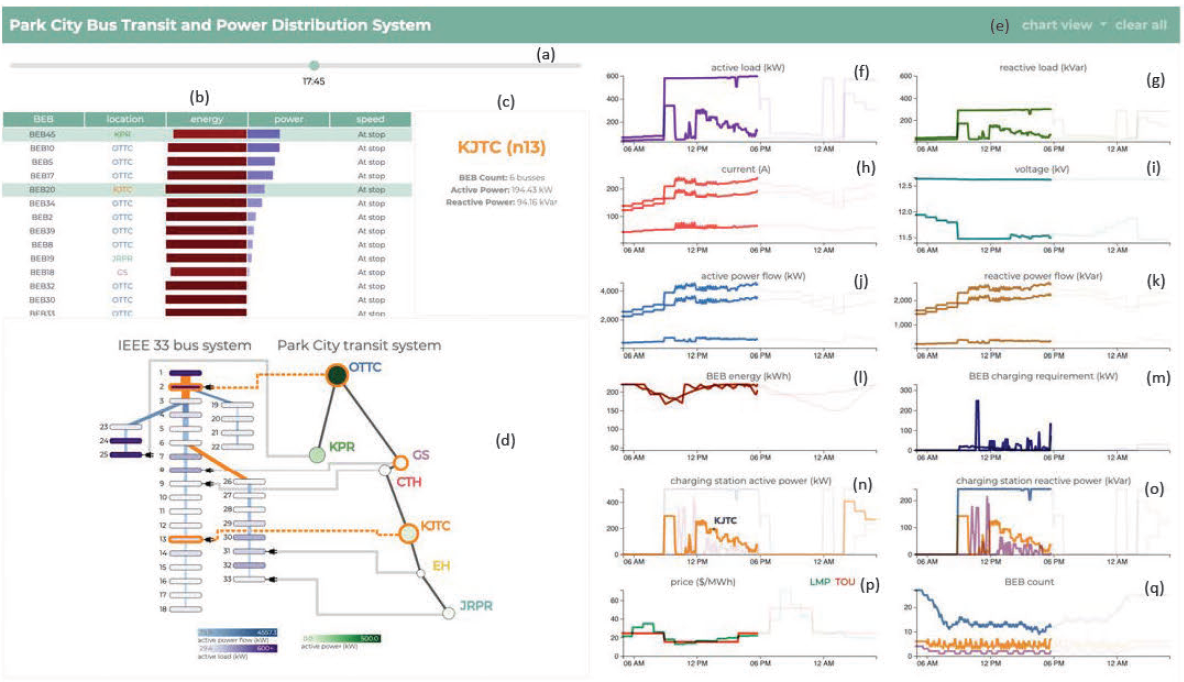 Park City Bus Transit and Power Distribution System
(e) chart view clear all
(a)
17:45
(b)
BEB location energy power speed
BEB45 KPR At stop
BEB10 OTTC At stop
BEB5 OTTC At stop
BEB17 OTTC At stop
BEB20 KJTC At stop
BEB34 OTTC At stop
BEB2 OTTC At stop
BEB39 OTTC At stop
BEB8 OTTC At stop
BEB19 JRPR At stop
BEB18 GS At stop
BEB32 OTTC At stop
BEB30 OTTC At stop
BEB33 OTTC At stop
(c)
KJTC (n13)
BEB Count: 6 busses
Active Power: 194.43 kW
Reactive Power: 94.16 kVar
IEEE 33 bus system
Park City transit system
1
2
3
4
5
6
7
8
9
10
11
12
13
14
15
16
17
18
19
20
21
22
23
24
25
26
27
28
29
30
31
32
33
OTTC
KPR
GS
CTH
KJTC
EH
JRPR
(d)
4557.3
active power flow (kW)
29.4 600+
active load (kW)
0.0 500.0
active power (kW)
active load (kW)
(f)
600
400
200
06 AM 12 PM 06 PM 12 AM
reactive load (kVar)
(g)
600
400
200
06 AM 12 PM 06 PM 12 AM
current (A)
(h)
200
100
06 AM 12 PM 06 PM 12 AM
voltage (kV)
(i)
12.5
12.0
11.5
06 AM 12 PM 06 PM 12 AM
active power flow (kW)
(j)
4,000
2,000
06 AM 12 PM 06 PM 12 AM
reactive power flow (kVar)
(k)
2,000
1,000
06 AM 12 PM 06 PM 12 AM
BEB energy (kWh)
(l)
200
150
100
50
06 AM 12 PM 06 PM 12 AM
BEB charging requirement (kW)
(m)
300
200
100
0
06 AM 12 PM 06 PM 12 AM
charging station active power (kW)
(n)
KJTC
400
200
0
06 AM 12 PM 06 PM 12 AM
charging station reactive power (kVar)
(o)
200
100
0
06 AM 12 PM 06 PM 12 AM
price ($/MWh)
LMP TOU (p)
60
40
20
0
06 AM 12 PM 06 PM 12 AM
BEB count
(q)
20
10
0
06 AM 12 PM 06 PM 12 AM